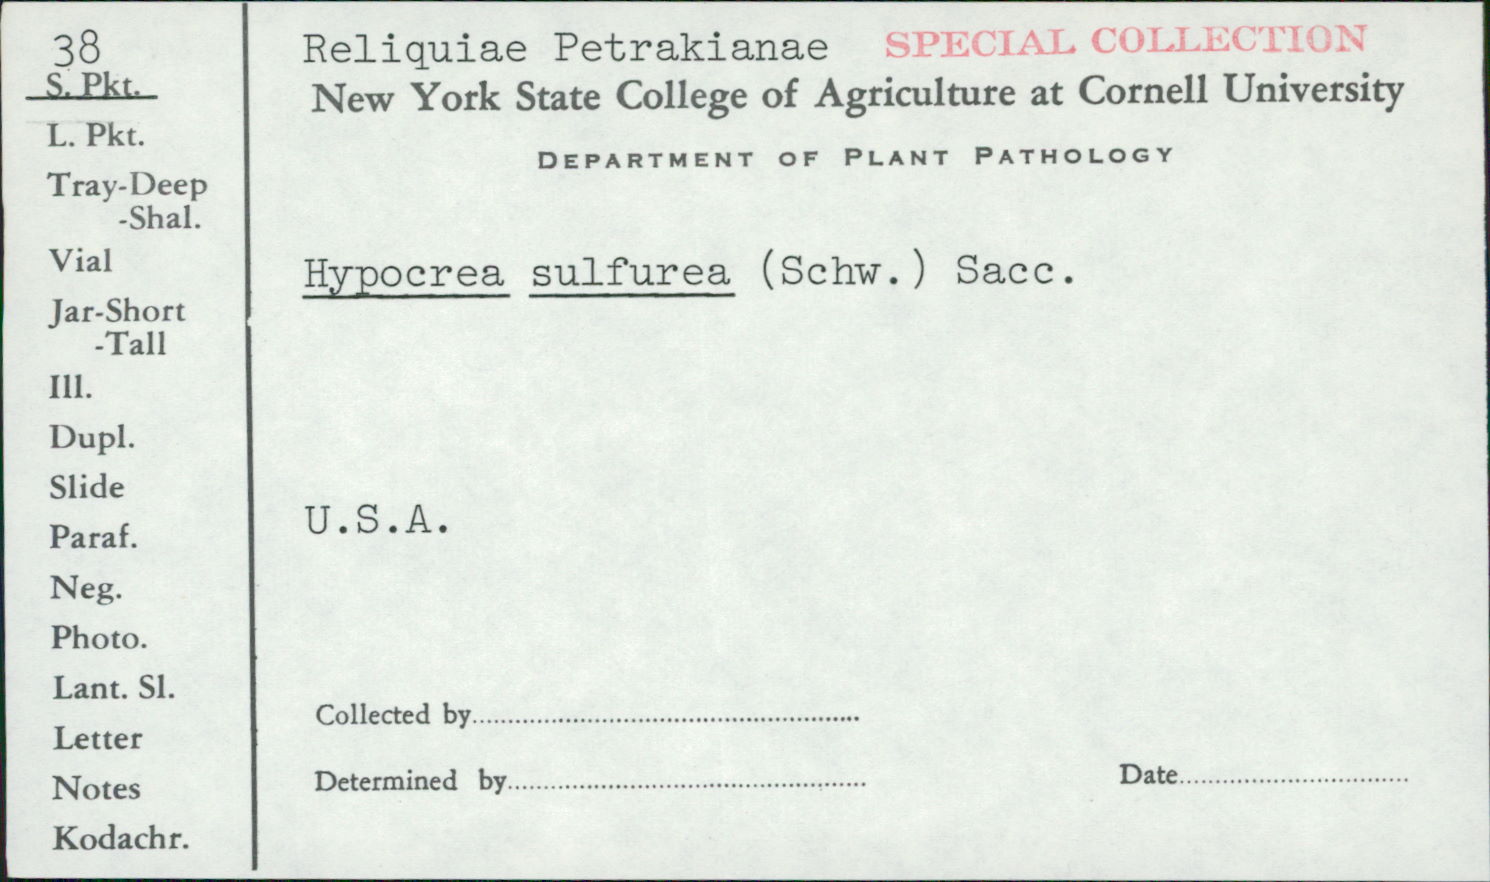 38
S. Pkt.
L. Pkt.
Tray-Deep
-Shal.
Vial
Jar-Short
-Tall
Ill.
Dupl.
Slide
Paraf.
Neg.
Photo.
Lant. Sl.
Letter
Notes
Kodachr.
Reliquiae Petrakianae SPECIAL COLLECTION
New York State College of Agriculture at Cornell University
DEPARTMENT OF PLANT PATHOLOGY
Hypocrea sulfurea (Schw.) Sacc.
U.S.A.
Collected by
Determined by
Date